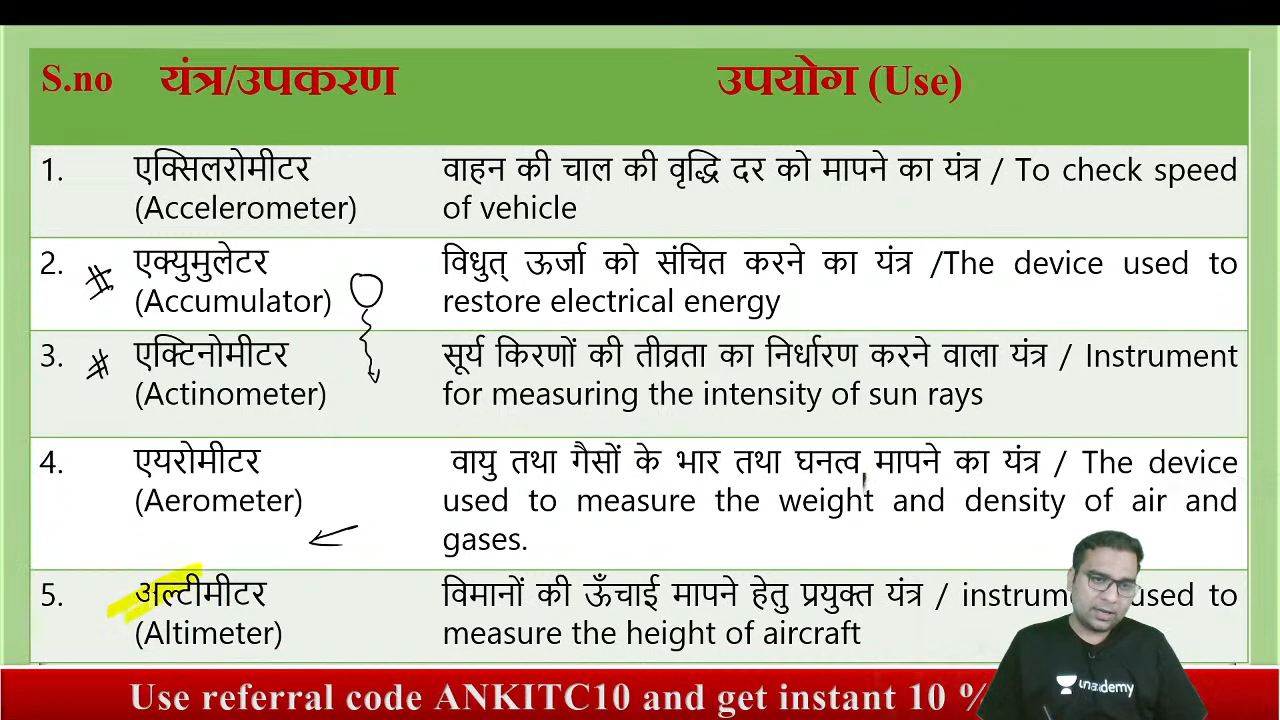 S.no यंत्र/उपकरण उपयोग (Use)
1. एक्सिलरोमीटर वाहन की चाल की वृद्धि दर को मापने का यंत्र / To check speed
(Accelerometer) of vehicle
2. एक्युमुलेटर विधुत् ऊर्जा को संचित करने का यंत्र /The device used to
(Accumulator) restore electrical energy
3. एक्टिनोमीटर सूर्य किरणों की तीव्रता का निर्धारण करने वाला यंत्र / Instrument
(Actinometer) for measuring the intensity of sun rays
4. एयरोमीटर वायु तथा गैसों के भार तथा घनत्व मापने का यंत्र / The device
(Aerometer) used to measure the weight and density of air and
gases.
5. अल्टीमीटर विमानों की ऊँचाई मापने हेतु प्रयुक्त यंत्र / used to
(Altimeter) measure the height of aircraft
unacademy
Use referral code ANKITC10 and get instant 10 %